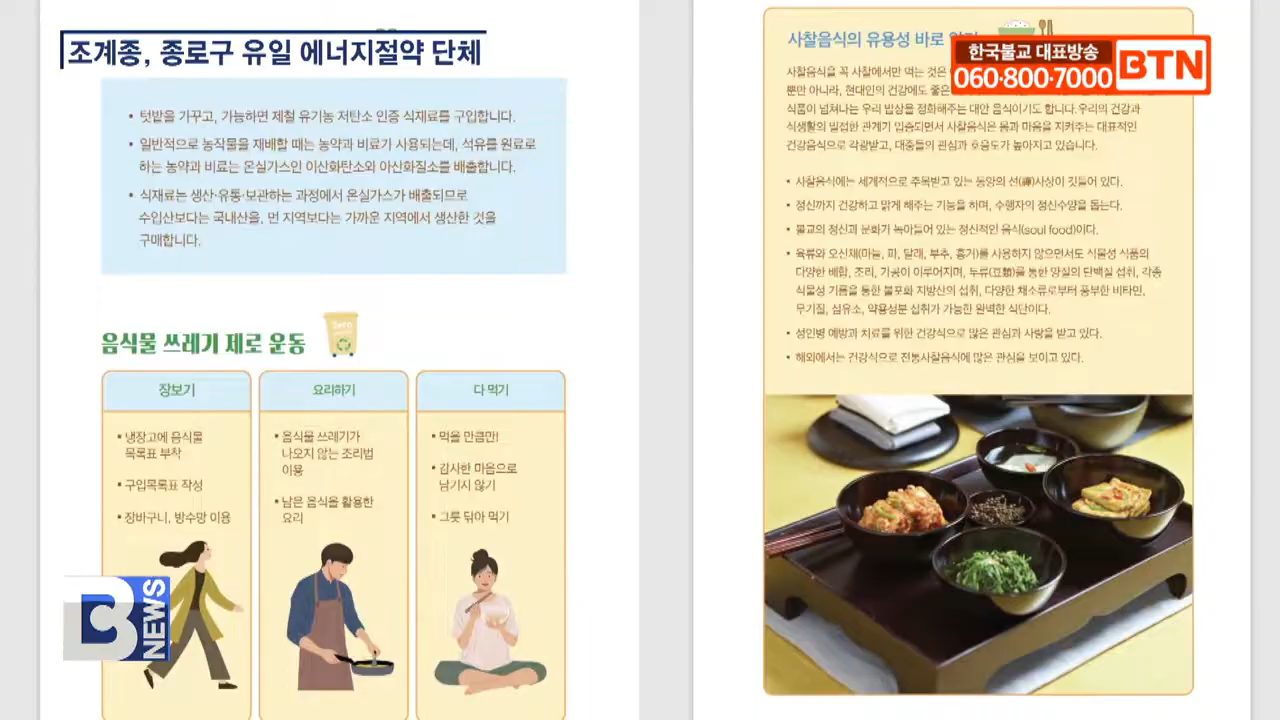 조계종, 종로구 유일 에너지절약 단체
• 텃밭을 가꾸고, 가능하면 제철 유기농 저탄소 인증 식재료를 구입합니다.
• 일반적으로 농작물을 재배할 때는 농약과 비료가 사용되는데, 석유를 원료로
하는 농약과 비료는 온실가스인 이산화탄소와 아산화질소를 배출합니다.
• 식재료는 생산·유통·보관하는 과정에서 온실가스가 배출되므로
수입산보다는 국내산을, 먼 지역보다는 가까운 지역에서 생산한 것을
구매합니다.
음식물 쓰레기 제로 운동
Zero
장보기
• 냉장고에 음식물
목록표 부착
• 구입목록표 작성
• 장바구니, 방수망 이용
요리하기
• 음식물 쓰레기가
나오지 않는 조리법
이용
• 남은 음식을 활용한
요리
다 먹기
• 먹을 만큼만!
• 감사한 마음으로
남기지 않기
• 그릇 닦아 먹기
B NEWS
사찰음식의 유용성 바로
한국불교 대표방송
060·800·7000
BTN
사찰음식을 꼭 사찰에서만 먹는 것은
뿐만 아니라, 현대인의 건강에도 좋은
식품이 넘쳐나는 우리 밥상을 정화해주는 대안 음식이기도 합니다. 우리의 건강과
식생활의 밀접한 관계가 입증되면서 사찰음식은 몸과 마음을 지켜주는 대표적인
건강음식으로 각광받고, 대중들의 관심과 호응도가 높아지고 있습니다.
• 사찰음식에는 세계적으로 주목받고 있는 동양의 선(禪)사상이 깃들어 있다.
• 정신까지 건강하고 맑게 해주는 기능을 하며, 수행자의 정신수양을 돕는다.
• 불교의 정신과 문화가 녹아들어 있는 정신적인 음식(soul food)이다.
• 육류와 오신채(마늘, 파, 달래, 부추, 흥거)를 사용하지 않으면서도 식물성 식품의
다양한 배합, 조리, 가공이 이루어지며, 두류(豆類)를 통한 양질의 단백질 섭취, 각종
식물성 기름을 통한 불포화 지방산의 섭취, 다양한 채소류로부터 풍부한 비타민,
무기질, 섬유소, 약용성분 섭취가 가능한 완벽한 식단이다.
• 성인병 예방과 치료를 위한 건강식으로 많은 관심과 사랑을 받고 있다.
• 해외에서는 건강식으로 전통사찰음식에 많은 관심을 보이고 있다.